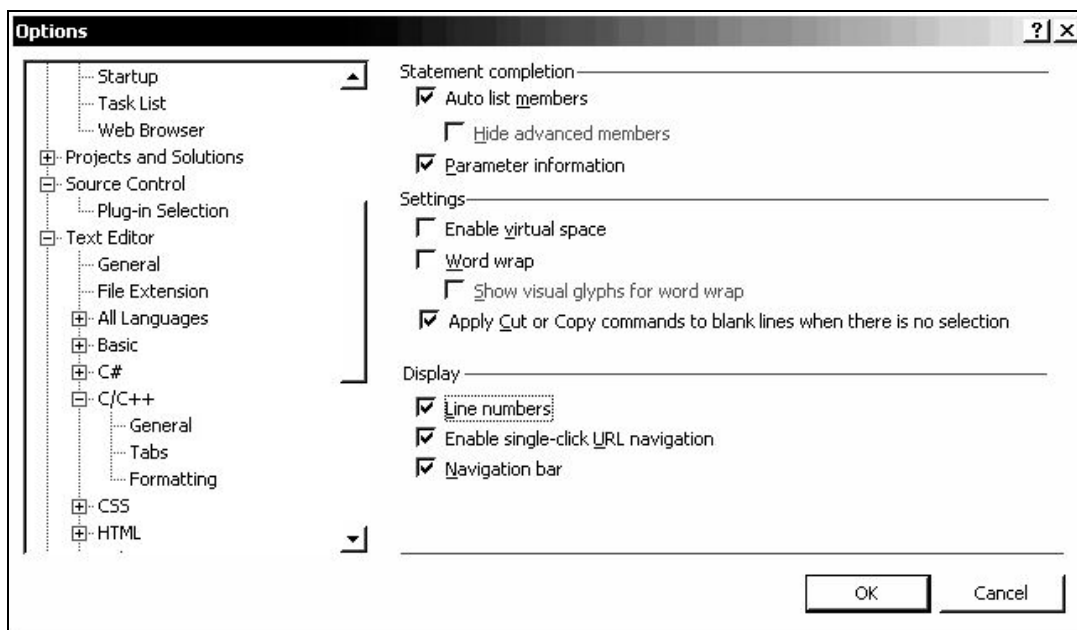 Options
Startup
Task List
Web Browser
Projects and Solutions
Source Control
Plug-in Selection
Text Editor
General
File Extension
All Languages
Basic
C#
C/C++
General
Tabs
Formatting
CSS
HTML
Statement completion
Auto list members
Hide advanced members
Parameter information
Settings
Enable virtual space
Word wrap
Show visual glyphs for word wrap
Apply Cut or Copy commands to blank lines when there is no selection
Display
Line numbers
Enable single-click URL navigation
Navigation bar
OK
Cancel